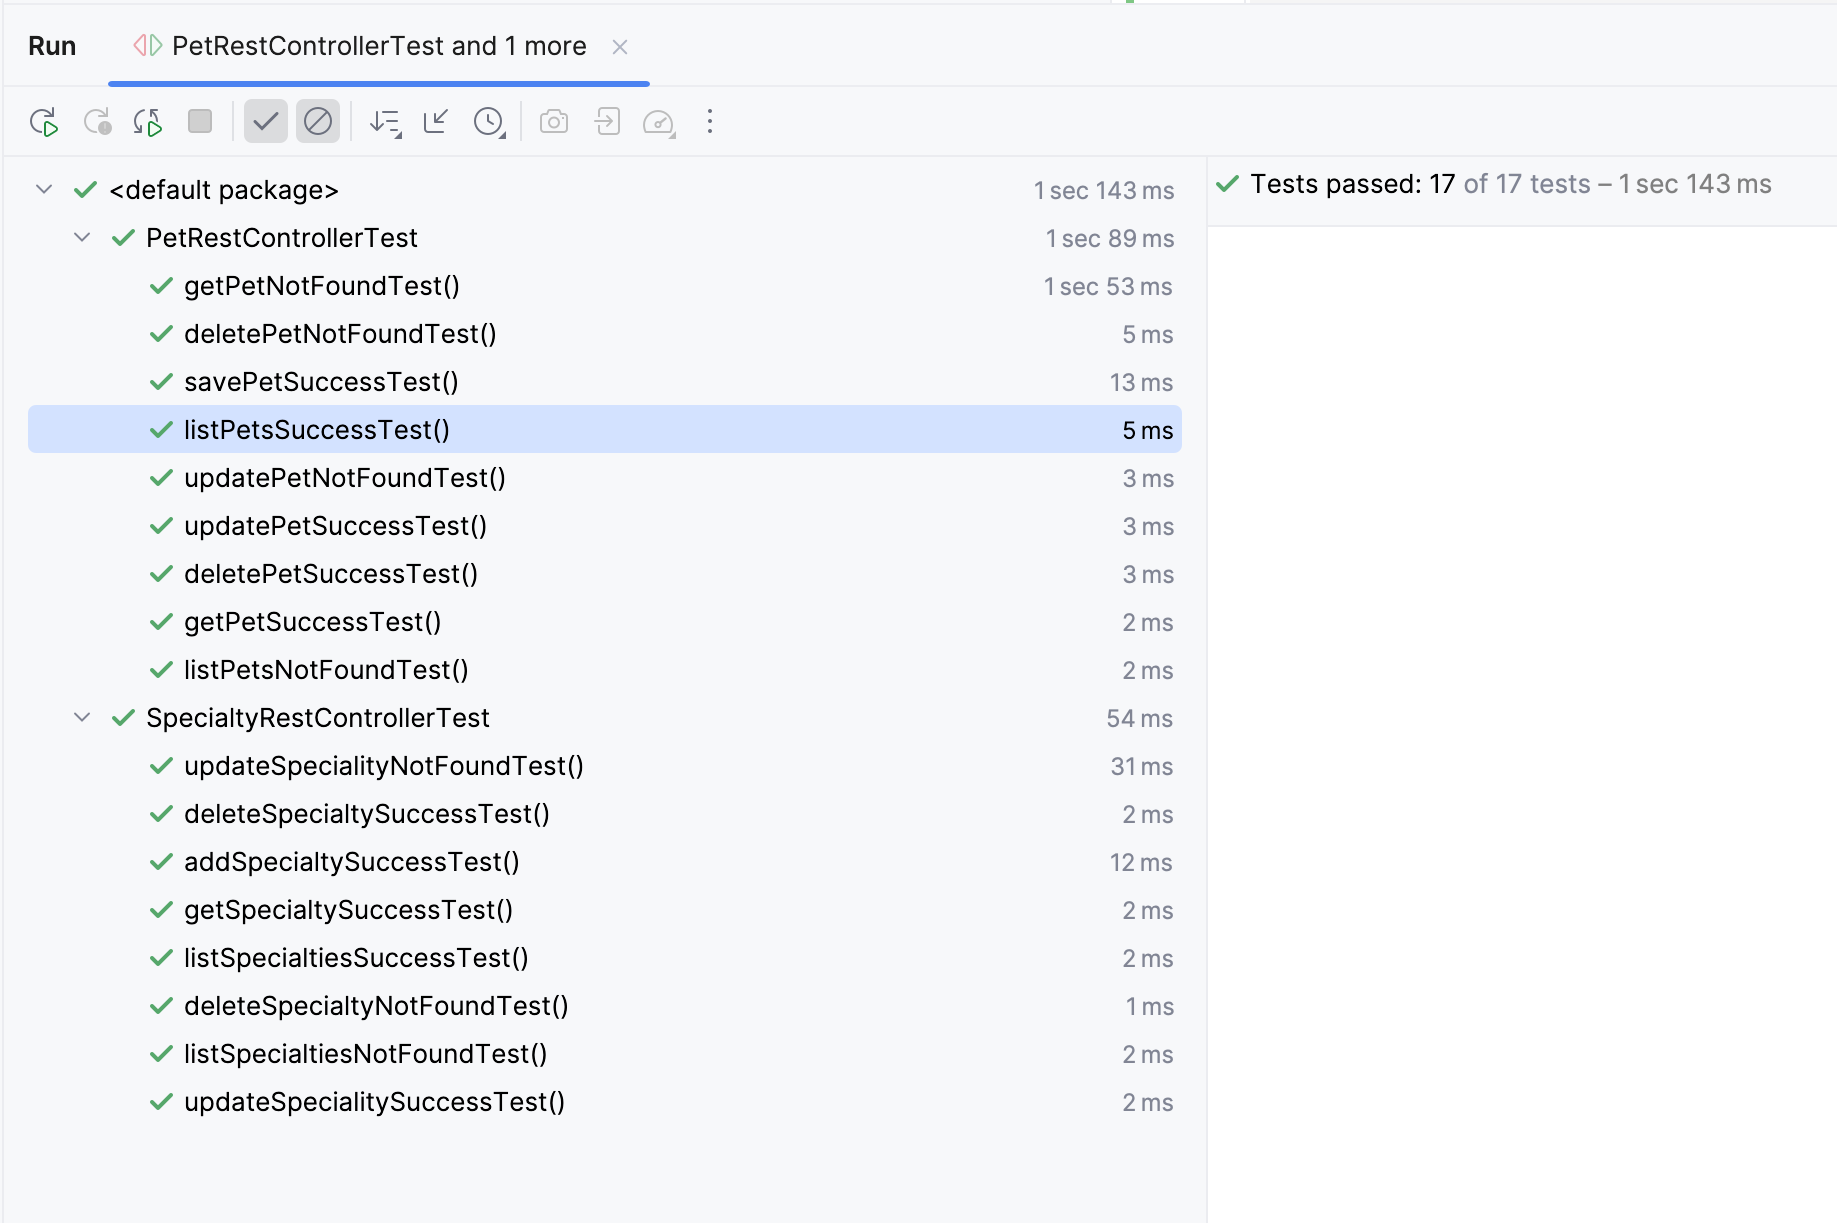 Run PetRestControllerTest and 1 more
<default package> 1 sec 143 ms
Tests passed: 17 of 17 tests – 1 sec 143 ms
PetRestControllerTest 1 sec 89 ms
getPetNotFoundTest() 1 sec 53 ms
deletePetNotFoundTest() 5 ms
savePetSuccessTest() 13 ms
listPetsSuccessTest() 5 ms
updatePetNotFoundTest() 3 ms
updatePetSuccessTest() 3 ms
deletePetSuccessTest() 3 ms
getPetSuccessTest() 2 ms
listPetsNotFoundTest() 2 ms
SpecialtyRestControllerTest 54 ms
updateSpecialityNotFoundTest() 31 ms
deleteSpecialtySuccessTest() 2 ms
addSpecialtySuccessTest() 12 ms
getSpecialtySuccessTest() 2 ms
listSpecialtiesSuccessTest() 2 ms
deleteSpecialtyNotFoundTest() 1 ms
listSpecialtiesNotFoundTest() 2 ms
updateSpecialitySuccessTest() 2 ms